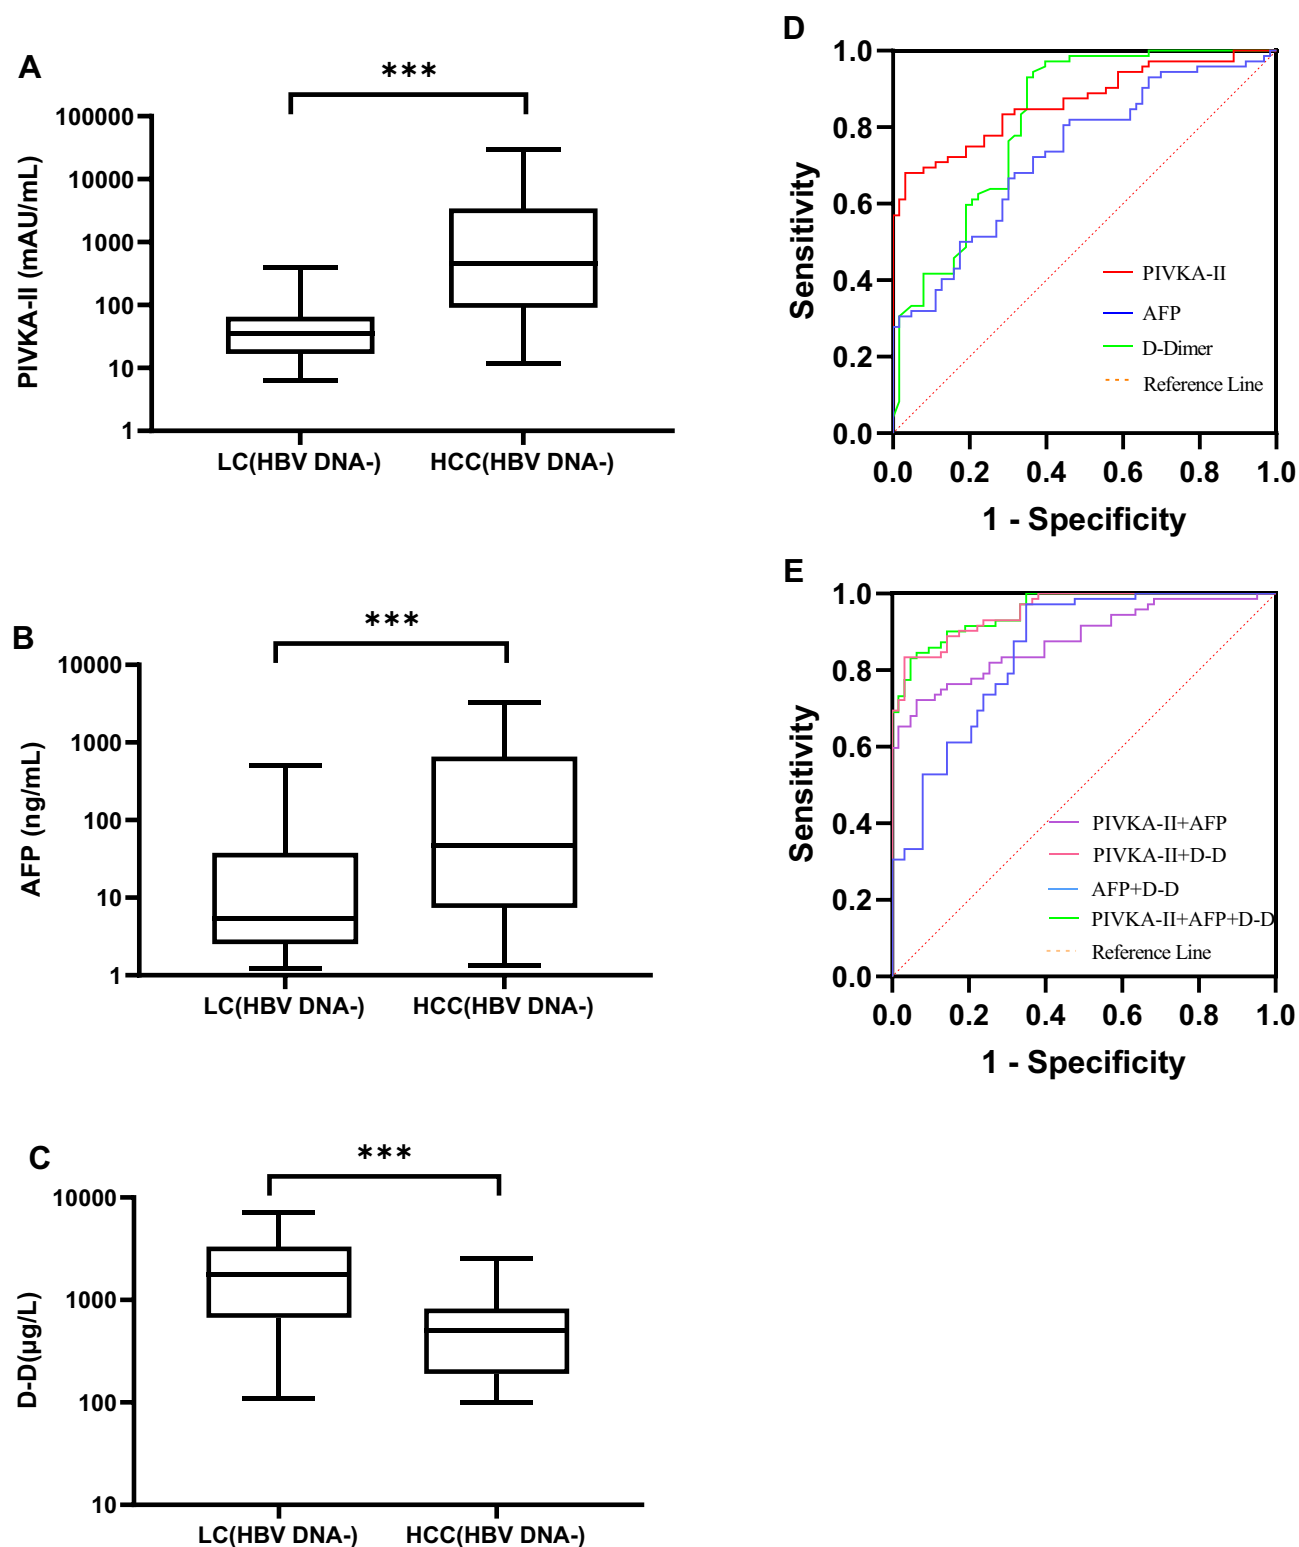 A
***
100000
10000
1000
100
10
1
PIVKA-II (mAU/mL)
LC(HBV DNA-)
HCC(HBV DNA-)
B
***
10000
1000
100
10
1
AFP (ng/mL)
LC(HBV DNA-)
HCC(HBV DNA-)
C
***
10000
1000
100
10
D-D(µg/L)
LC(HBV DNA-)
HCC(HBV DNA-)
D
1.0
0.8
0.6
0.4
0.2
0.0
Sensitivity
PIVKA-II
AFP
D-Dimer
Reference Line
0.0 0.2 0.4 0.6 0.8 1.0
1 - Specificity
E
1.0
0.8
0.6
0.4
0.2
0.0
Sensitivity
PIVKA-II+AFP
PIVKA-II+D-D
AFP+D-D
PIVKA-II+AFP+D-D
Reference Line
0.0 0.2 0.4 0.6 0.8 1.0
1 - Specificity